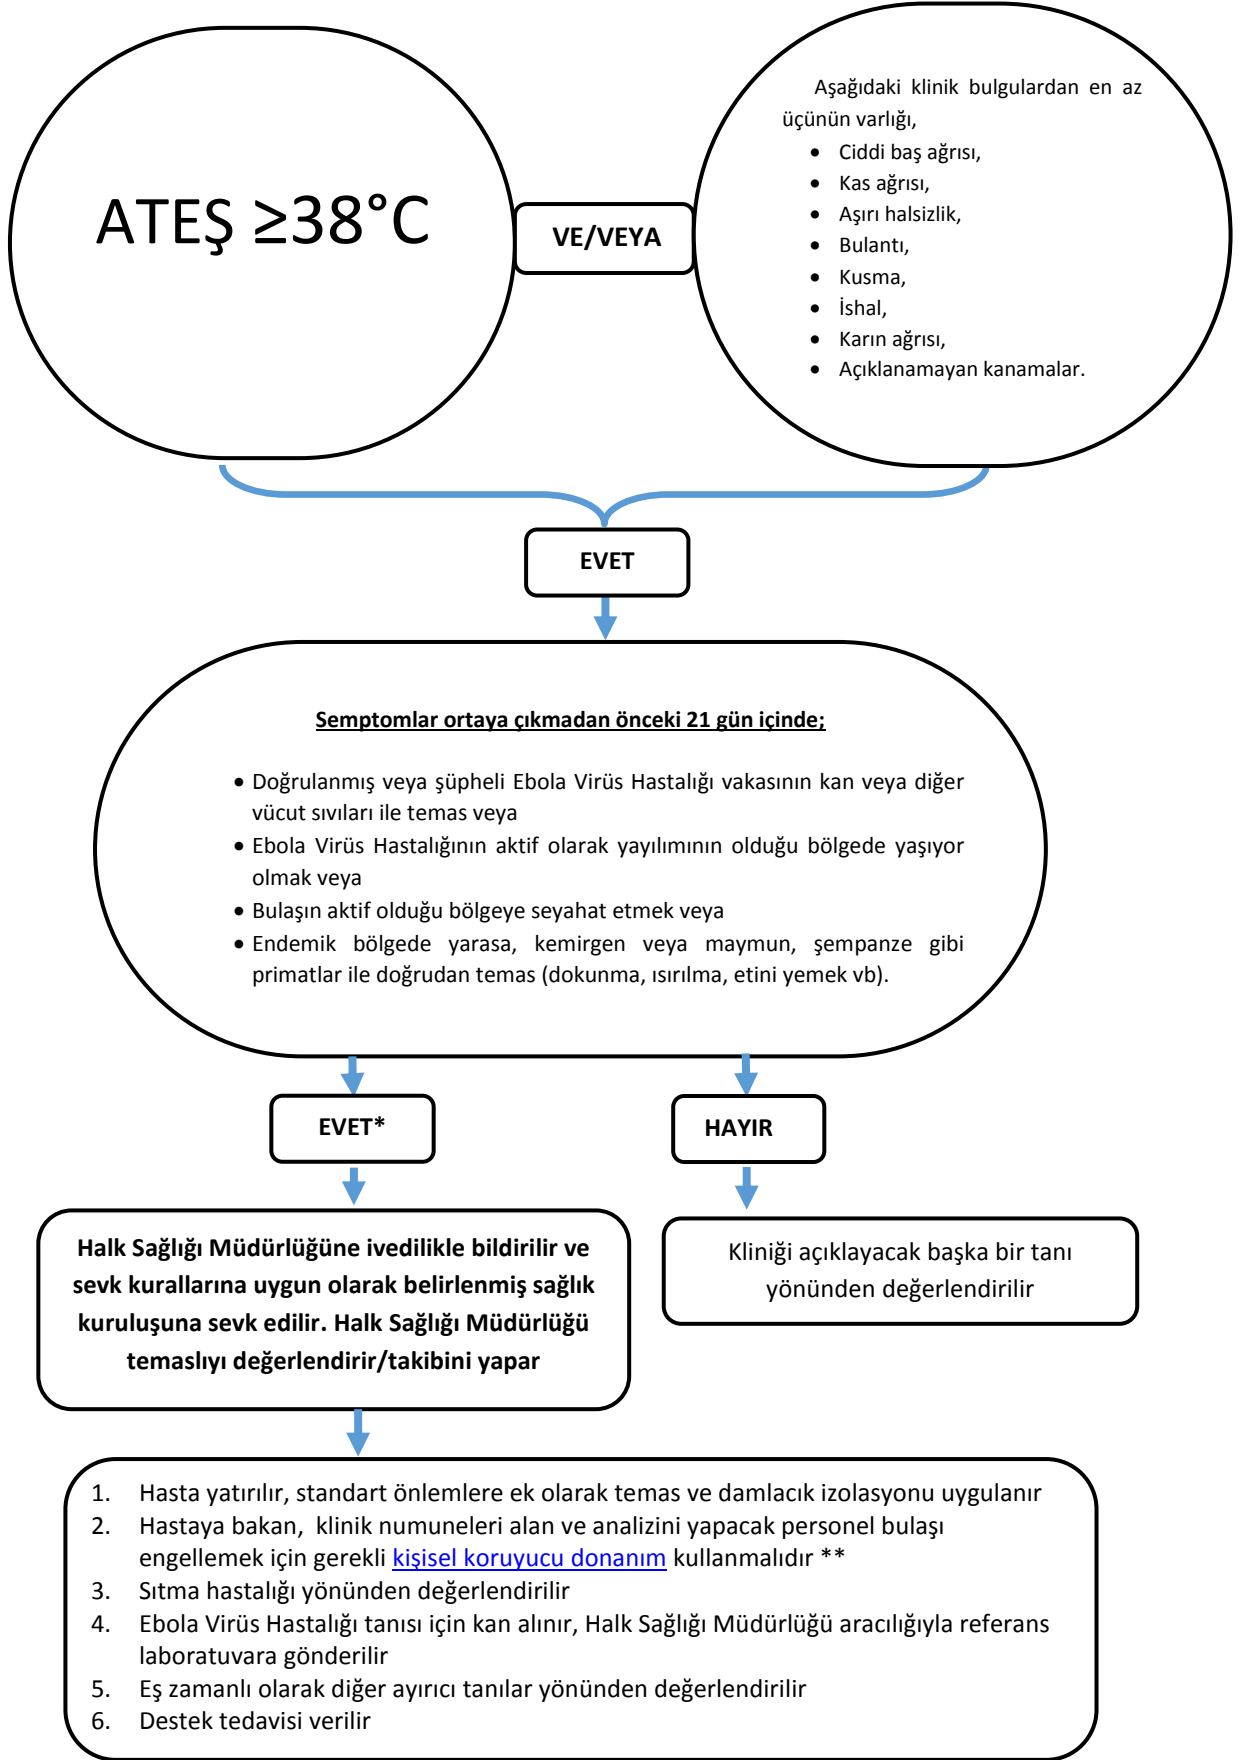 ATEŞ ≥38°C
VE/VEYA
Aşağıdaki klinik bulgulardan en az
üçünün varlığı,
• Ciddi baş ağrısı,
• Kas ağrısı,
• Aşırı halsizlik,
• Bulantı,
• Kusma,
• İshal,
• Karın ağrısı,
• Açıklanamayan kanamalar.
EVET
Semptomlar ortaya çıkmadan önceki 21 gün içinde;
• Doğrulanmış veya şüpheli Ebola Virüs Hastalığı vakasının kan veya diğer
vücut sıvıları ile temas veya
• Ebola Virüs Hastalığının aktif olarak yayılımının olduğu bölgede yaşıyor
olmak veya
• Bulaşın aktif olduğu bölgeye seyahat etmek veya
• Endemik bölgede yarasa, kemirgen veya maymun, şempanze gibi
primatlar ile doğrudan temas (dokunma, ısırılma, etini yemek vb).
EVET*
HAYIR
Halk Sağlığı Müdürlüğüne ivedilikle bildirilir ve
sevk kurallarına uygun olarak belirlenmiş sağlık
kuruluşuna sevk edilir. Halk Sağlığı Müdürlüğü
temaslıyı değerlendirir/takibini yapar
Kliniği açıklayacak başka bir tanı
yönünden değerlendirilir
1. Hasta yatırılır, standart önlemlere ek olarak temas ve damlacık izolasyonu uygulanır
2. Hastaya bakan, klinik numuneleri alan ve analizini yapacak personel bulaşı
engellemek için gerekli kişisel koruyucu donanım kullanmalıdır **
3. Sıtma hastalığı yönünden değerlendirilir
4. Ebola Virüs Hastalığı tanısı için kan alınır, Halk Sağlığı Müdürlüğü aracılığıyla referans
laboratuvara gönderilir
5. Eş zamanlı olarak diğer ayırıcı tanılar yönünden değerlendirilir
6. Destek tedavisi verilir